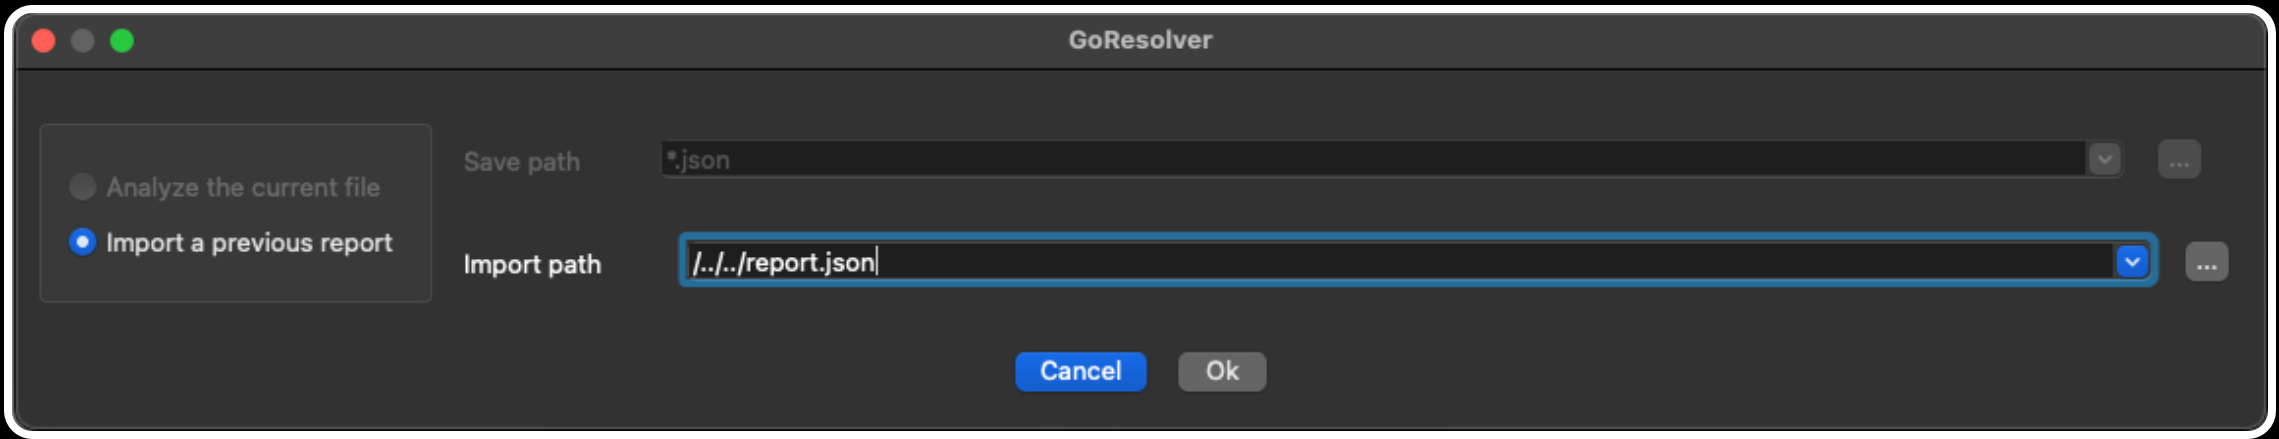 GoResolver
Analyze the current file
Import a previous report
Save path
*.json
...
Import path
/../../report.json
...
Cancel
Ok